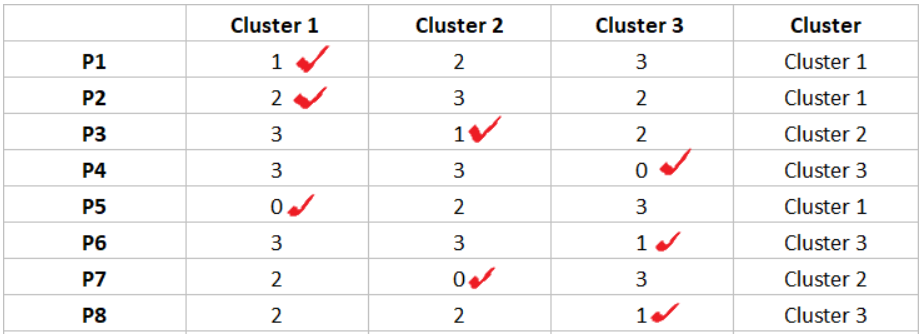 Cluster 1 Cluster 2 Cluster 3 Cluster
P1 1 2 3 Cluster 1
P2 2 3 2 Cluster 1
P3 3 1 2 Cluster 2
P4 3 3 0 Cluster 3
P5 0 2 3 Cluster 1
P6 3 3 1 Cluster 3
P7 2 0 3 Cluster 2
P8 2 2 1 Cluster 3